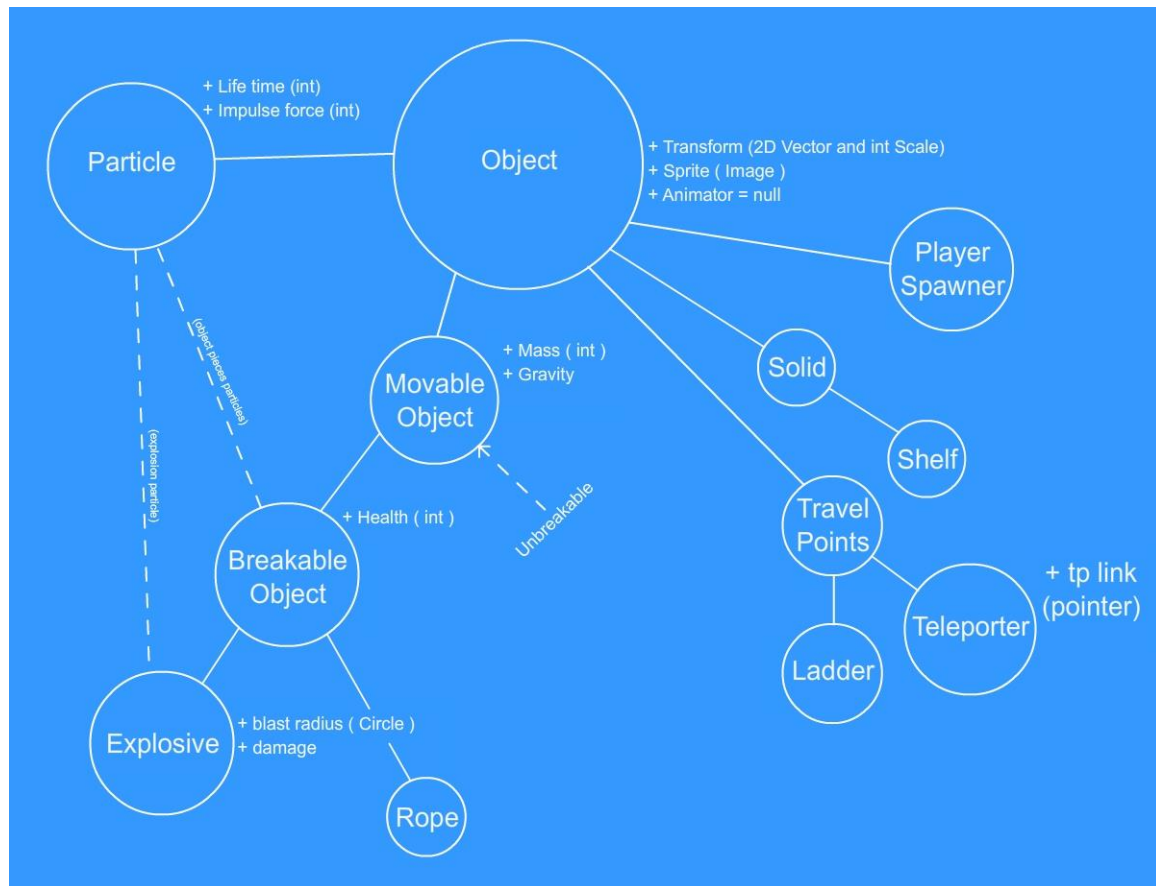 + Life time (int)
+ Impulse force (int)
Particle
Object
+ Transform (2D Vector and int Scale)
+ Sprite ( Image )
+ Animator = null
Player
Spawner
(object pieces particles)
+ Mass ( int )
+ Gravity
Movable
Object
Solid
Shelf
(explosion particle)
Unbreakable
+ Health ( int )
Travel
Points
Breakable
Object
+ tp link
(pointer)
Teleporter
Ladder
Explosive
+ blast radius ( Circle )
+ damage
Rope